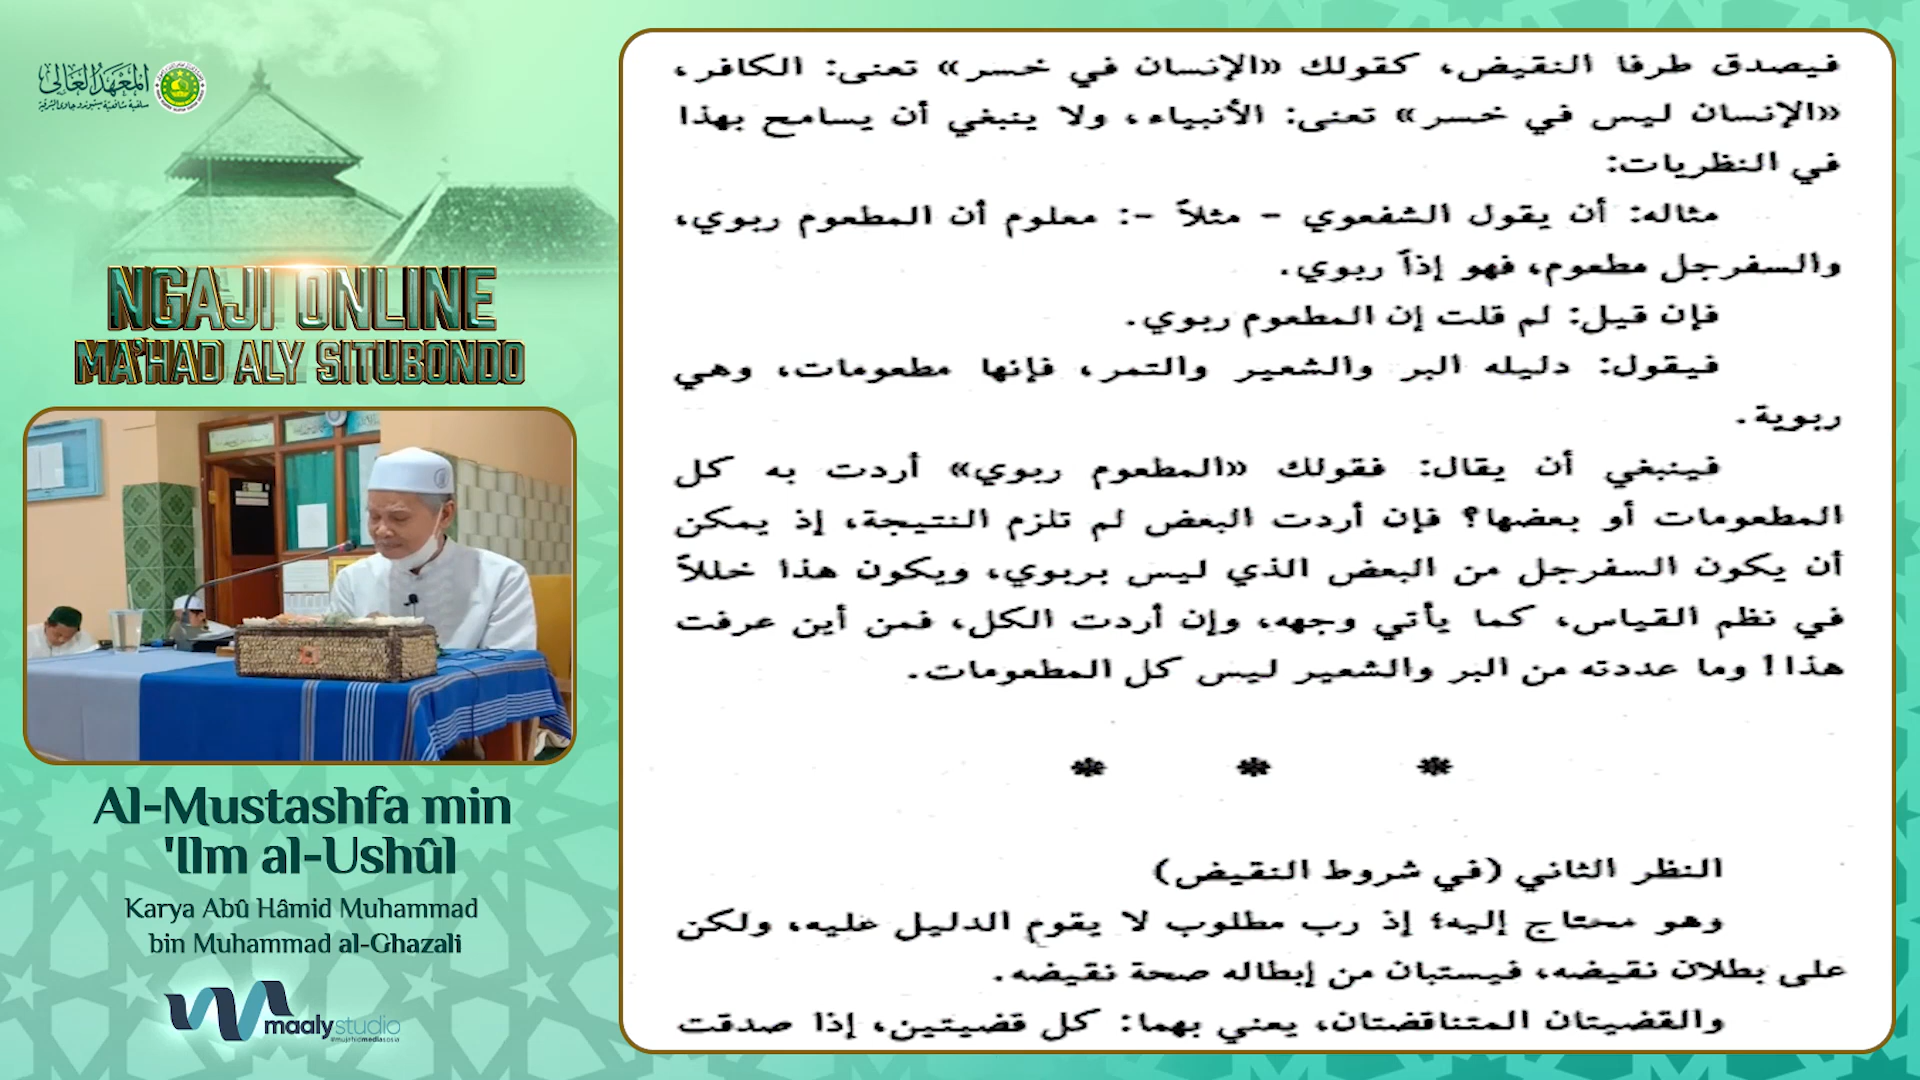 المعهد العالي
NGAJI ONLINE
MA'HAD ALY SITUBONDO
Al-Mustashfa min
'Ilm al-Ushûl
Karya Abû Hâmid Muhammad
bin Muhammad al-Ghazali
maalystudio
#mujahidmediasosia
فيصدق طرفا النقيض، كقولك «الإنسان في خسر» تعنى: الكافر،
«الإنسان ليس في خسر» تعنى: الأنبياء، ولا ينبغي أن يسامح بهذا
في النظريات:
مثاله: أن يقول الشفعوي - مثلاً -: معلوم أن المطعوم ربوي،
والسفرجل مطعوم، فهو إذاً ربوي.
فإن قيل: لم قلت إن المطعوم ربوي.
فيقول: دليله البر والشعير والتمر، فإنها مطعومات، وهي
ربوية.
فينبغي أن يقال: فقولك «المطعوم ربوي» أردت به كل
المطعومات أو بعضها؟ فإن أردت البعض لم تلزم النتيجة، إذ يمكن
أن يكون السفرجل من البعض الذي ليس بربوي، ويكون هذا خللاً
في نظم القياس، كما يأتي وجهه، وإن أردت الكل، فمن أين عرفت
هذا! وما عددته من البر والشعير ليس كل المطعومات.
* * *
النظر الثاني (في شروط النقيض)
وهو محتاج إليه؛ إذ رب مطلوب لا يقوم الدليل عليه، ولكن
على بطلان نقيضه، فيستبان من إبطاله صحة نقيضه.
والقضيتان المتناقضتان، يعني بهما: كل قضيتين، إذا صدقت